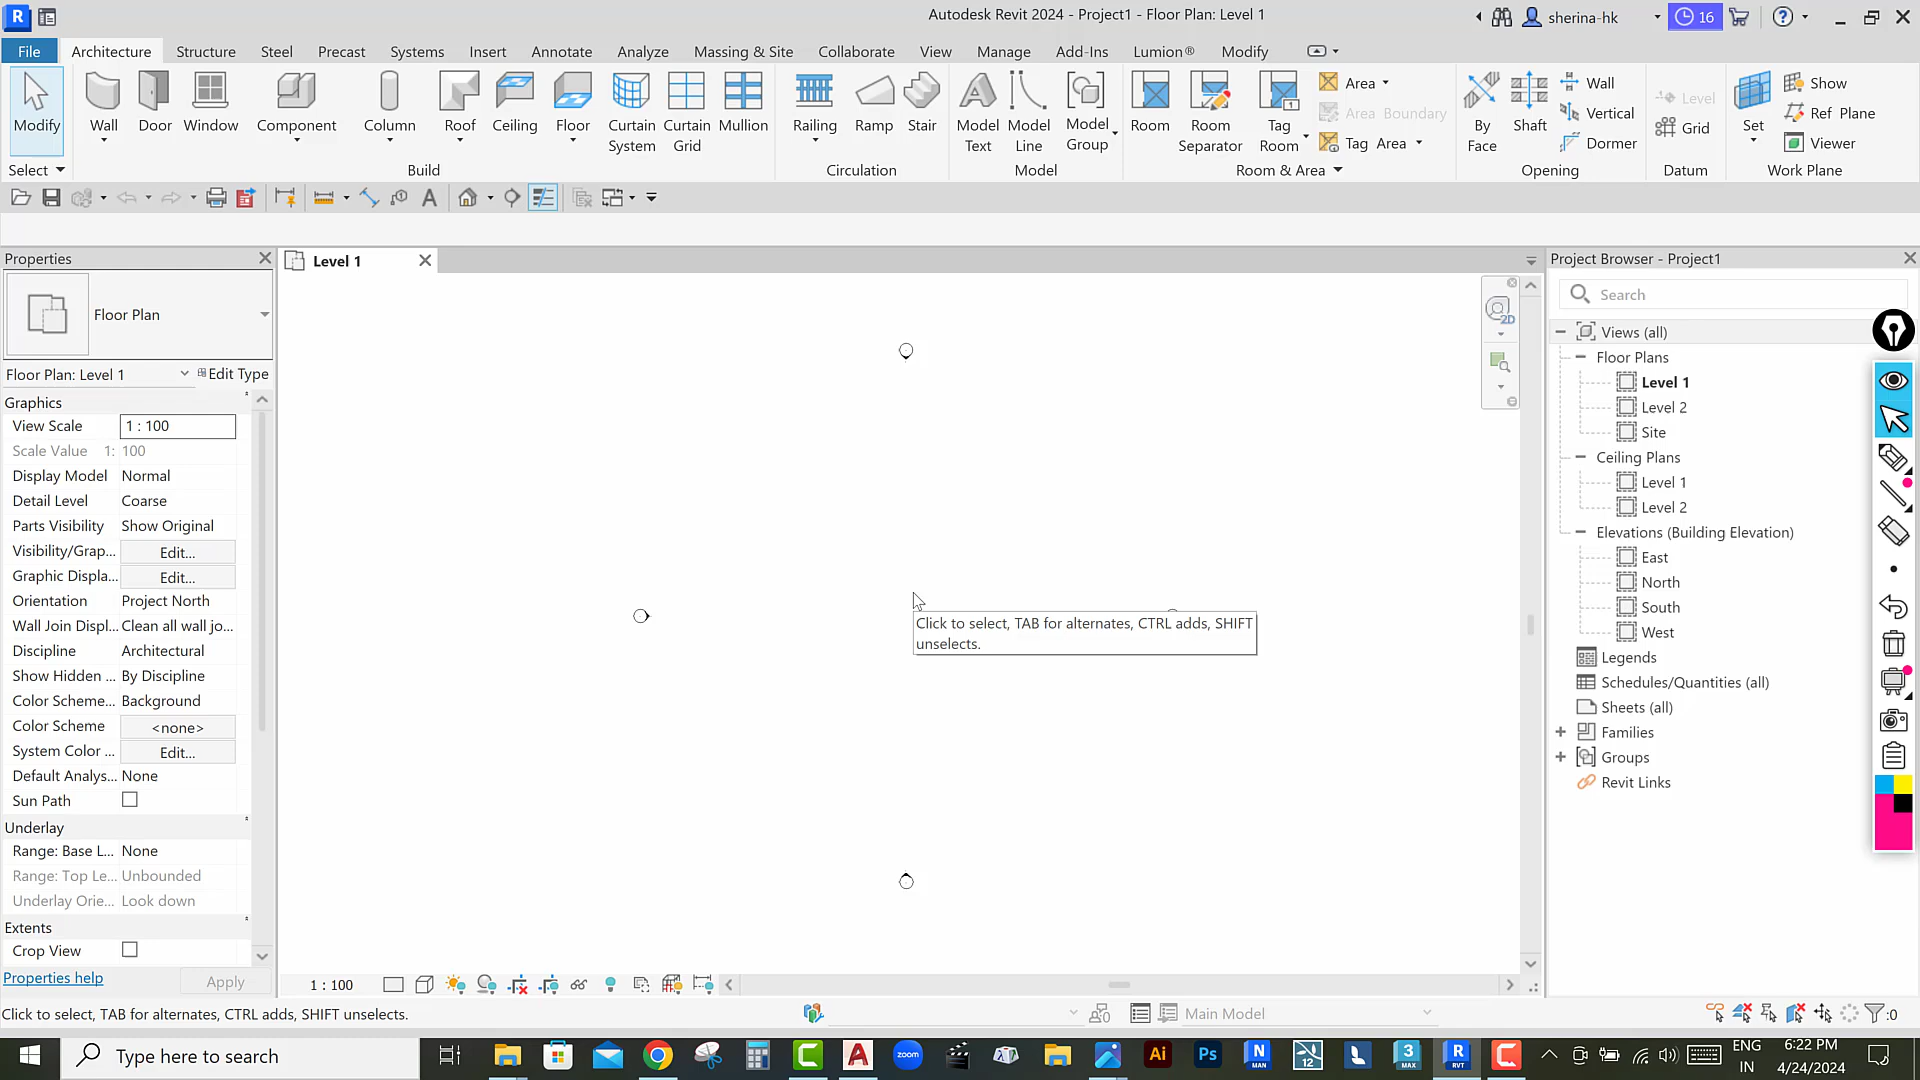 Autodesk Revit 2024 - Project1 - Floor Plan: Level 1
sherina-hk
16
File Architecture Structure Steel Precast Systems Insert Annotate Analyze Massing & Site Collaborate View Manage Add-Ins Lumion® Modify
Modify Wall Door Window Component Column Roof Ceiling Floor Curtain System Curtain Grid Mullion Railing Ramp Stair Model Text Model Line Model Group Room Room Separator Tag Room Area Area Boundary Tag Area By Face Shaft Wall Vertical Dormer Level Grid Set Show Ref Plane Viewer
Select Build Circulation Model Room & Area Opening Datum Work Plane
Properties
Floor Plan
Floor Plan: Level 1 Edit Type
Graphics
View Scale 1 : 100
Scale Value 1: 100
Display Model Normal
Detail Level Coarse
Parts Visibility Show Original
Visibility/Grap... Edit...
Graphic Displa... Edit...
Orientation Project North
Wall Join Displ... Clean all wall jo...
Discipline Architectural
Show Hidden ... By Discipline
Color Scheme... Background
Color Scheme <none>
System Color ... Edit...
Default Analys... None
Sun Path
Underlay
Range: Base L... None
Range: Top Le... Unbounded
Underlay Orie... Look down
Extents
Crop View
Properties help Apply
Level 1
2D
Click to select, TAB for alternates, CTRL adds, SHIFT
unselects.
1 : 100
Project Browser - Project1
Search
Views (all)
Floor Plans
Level 1
Level 2
Site
Ceiling Plans
Level 1
Level 2
Elevations (Building Elevation)
East
North
South
West
Legends
Schedules/Quantities (all)
Sheets (all)
Families
Groups
Revit Links
Click to select, TAB for alternates, CTRL adds, SHIFT unselects.
Main Model
:0
Type here to search
zoom
Ai
Ps
N
MAN
12
3
MAX
R
RVT
ENG
IN
6:22 PM
4/24/2024